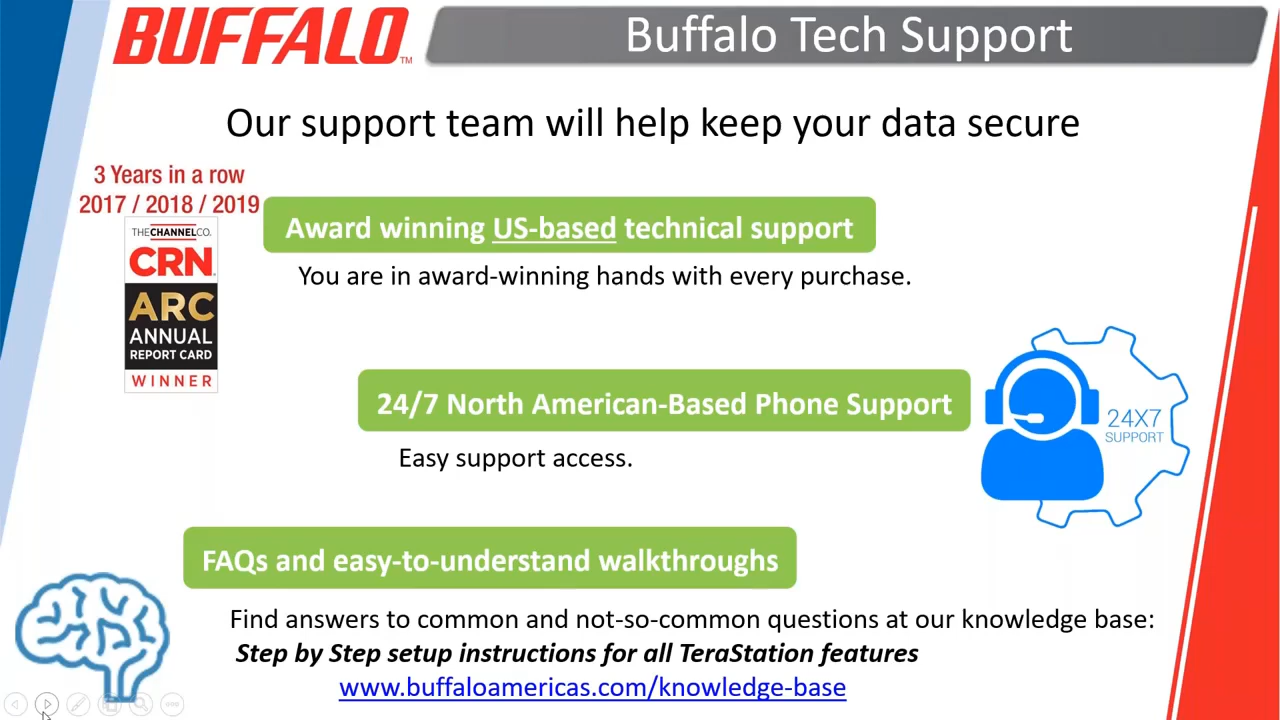 BUFFALO™
Buffalo Tech Support
Our support team will help keep your data secure
3 Years in a row
2017 / 2018 / 2019
THECHANNELCO.
CRN
ARC
ANNUAL
REPORT CARD
WINNER
Award winning US-based technical support
You are in award-winning hands with every purchase.
24/7 North American-Based Phone Support
Easy support access.
24X7
SUPPORT
FAQs and easy-to-understand walkthroughs
Find answers to common and not-so-common questions at our knowledge base:
Step by Step setup instructions for all TeraStation features
www.buffaloamericas.com/knowledge-base